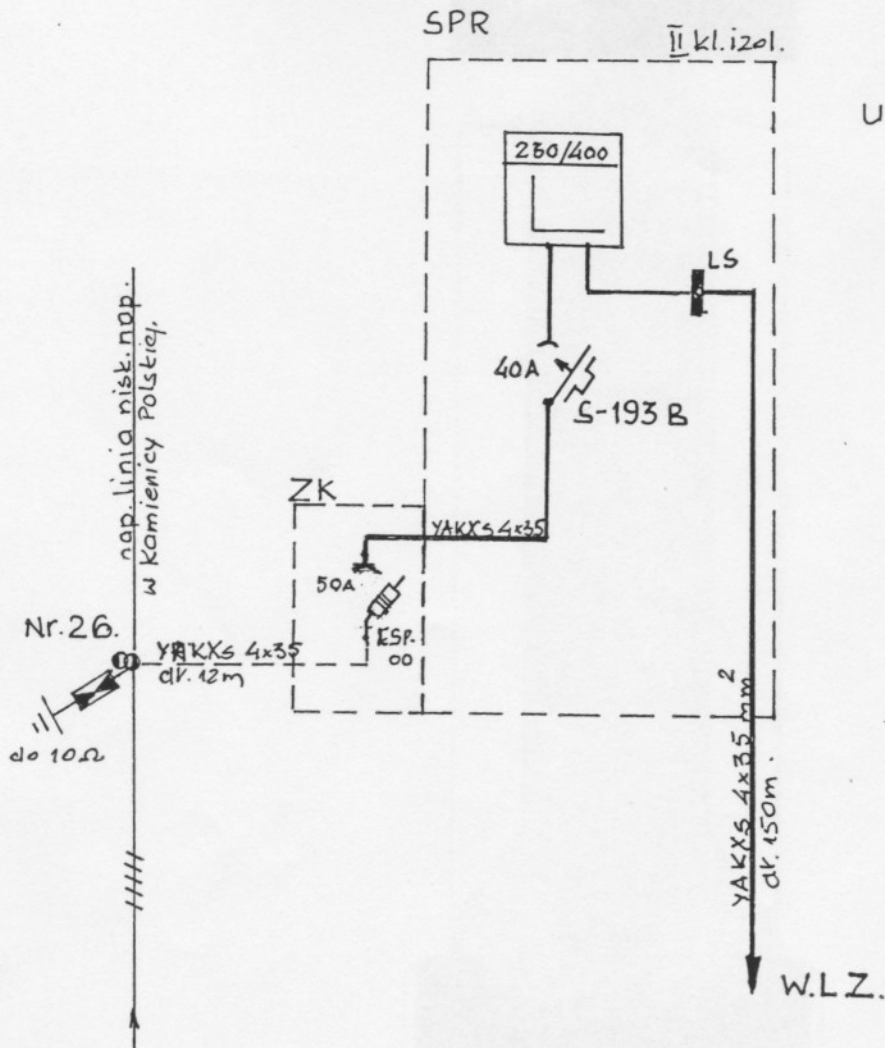 SPR
II kl.izol.
U
230/400
LS
40A
S-193 B
nap. linia nisk. nap.
w Kamienicy Polskiej.
ZK
YAKXs 4x35
50A
ESP.
00
Nr.26.
YAKXs 4x35
dł. 12m
do 10Ω
YAKXs 4x35 mm²
dł. 150m.
W.L.Z.